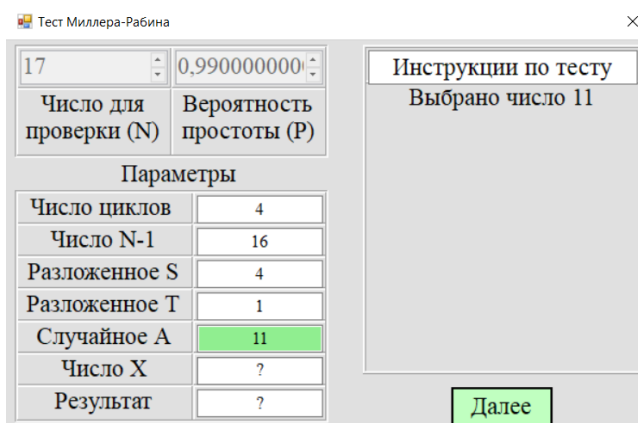 Тест Миллера-Рабина
17
0,990000000
Число для
проверки (N)
Вероятность
простоты (P)
Параметры
Число циклов 4
Число N-1 16
Разложенное S 4
Разложенное T 1
Случайное A 11
Число X ?
Результат ?
Инструкции по тесту
Выбрано число 11
Далее